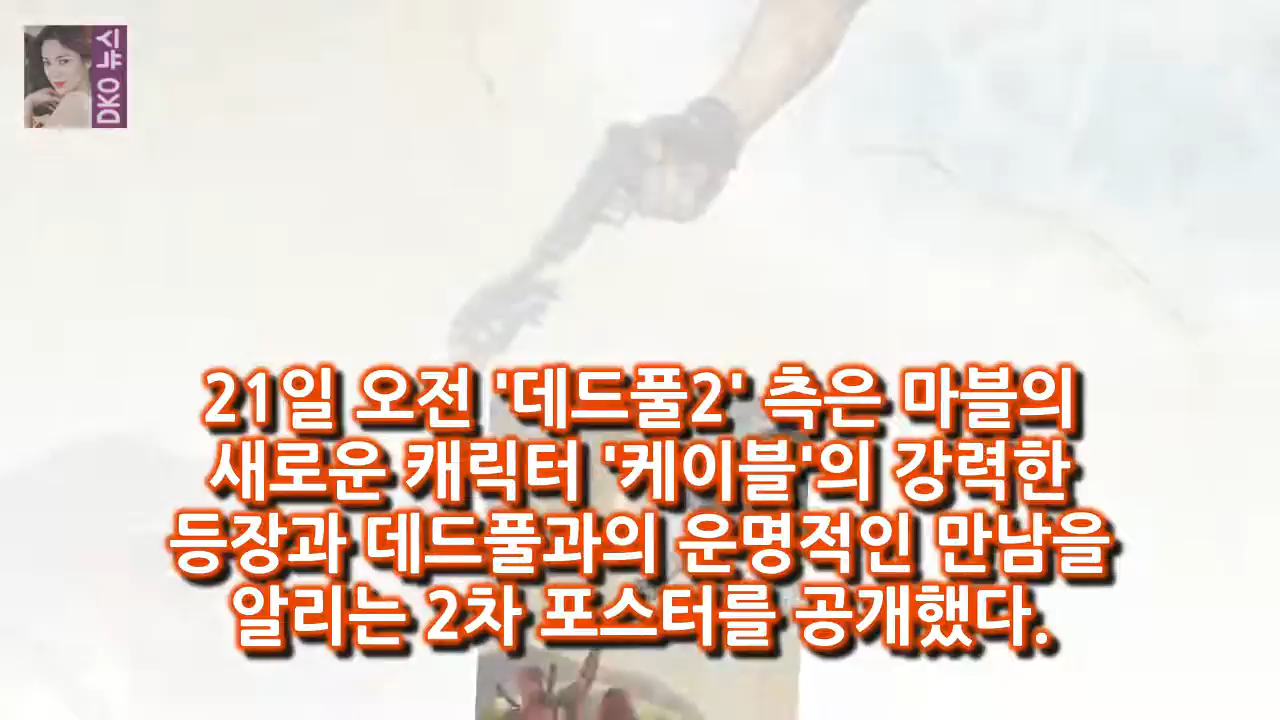 DKO 뉴스
21일 오전 '데드풀2' 측은 마블의
새로운 캐릭터 '케이블'의 강력한
등장과 데드풀과의 운명적인 만남을
알리는 2차 포스터를 공개했다.